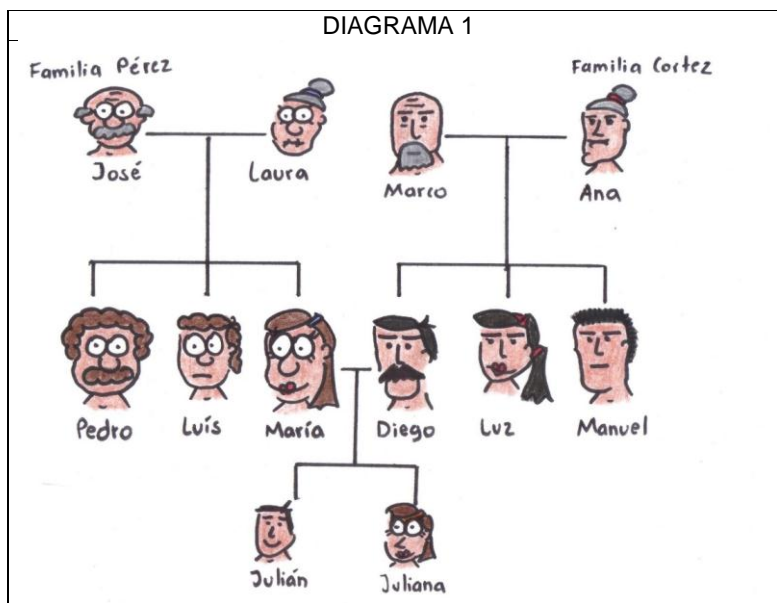 DIAGRAMA 1
Familia Pérez
Familia Cortez
José
Laura
Marco
Ana
Pedro
Luís
María
Diego
Luz
Manuel
Julián
Juliana